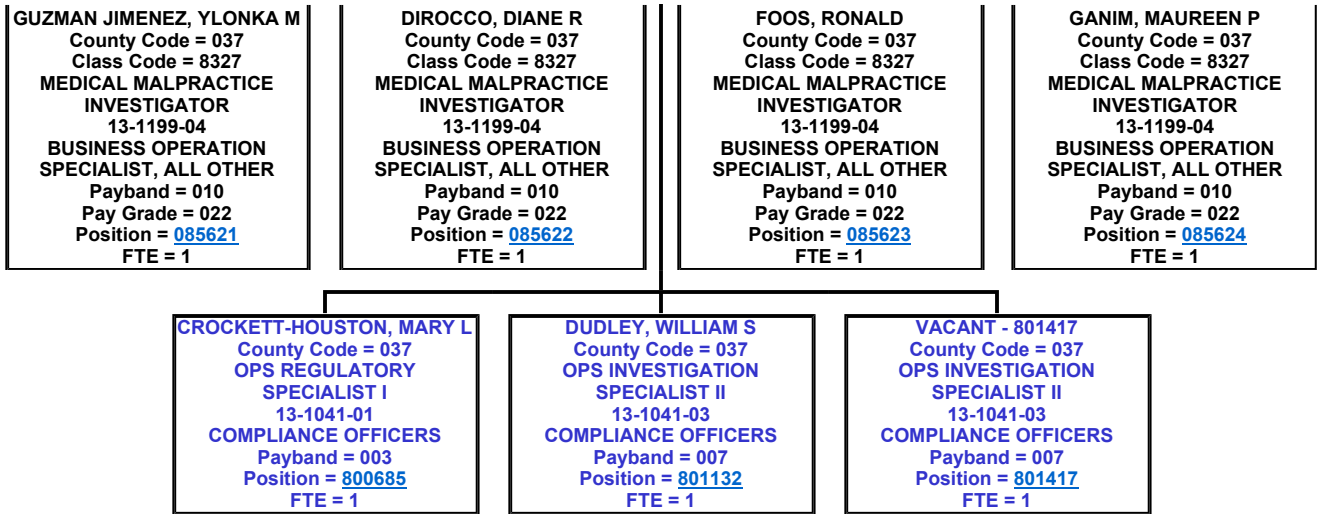 GUZMAN JIMENEZ, YLONKA M
County Code = 037
Class Code = 8327
MEDICAL MALPRACTICE
INVESTIGATOR
13-1199-04
BUSINESS OPERATION
SPECIALIST, ALL OTHER
Payband = 010
Pay Grade = 022
Position = 085621
FTE = 1
DIROCCO, DIANE R
County Code = 037
Class Code = 8327
MEDICAL MALPRACTICE
INVESTIGATOR
13-1199-04
BUSINESS OPERATION
SPECIALIST, ALL OTHER
Payband = 010
Pay Grade = 022
Position = 085622
FTE = 1
FOOS, RONALD
County Code = 037
Class Code = 8327
MEDICAL MALPRACTICE
INVESTIGATOR
13-1199-04
BUSINESS OPERATION
SPECIALIST, ALL OTHER
Payband = 010
Pay Grade = 022
Position = 085623
FTE = 1
GANIM, MAUREEN P
County Code = 037
Class Code = 8327
MEDICAL MALPRACTICE
INVESTIGATOR
13-1199-04
BUSINESS OPERATION
SPECIALIST, ALL OTHER
Payband = 010
Pay Grade = 022
Position = 085624
FTE = 1
CROCKETT-HOUSTON, MARY L
County Code = 037
OPS REGULATORY
SPECIALIST I
13-1041-01
COMPLIANCE OFFICERS
Payband = 003
Position = 800685
FTE = 1
DUDLEY, WILLIAM S
County Code = 037
OPS INVESTIGATION
SPECIALIST II
13-1041-03
COMPLIANCE OFFICERS
Payband = 007
Position = 801132
FTE = 1
VACANT - 801417
County Code = 037
OPS INVESTIGATION
SPECIALIST II
13-1041-03
COMPLIANCE OFFICERS
Payband = 007
Position = 801417
FTE = 1